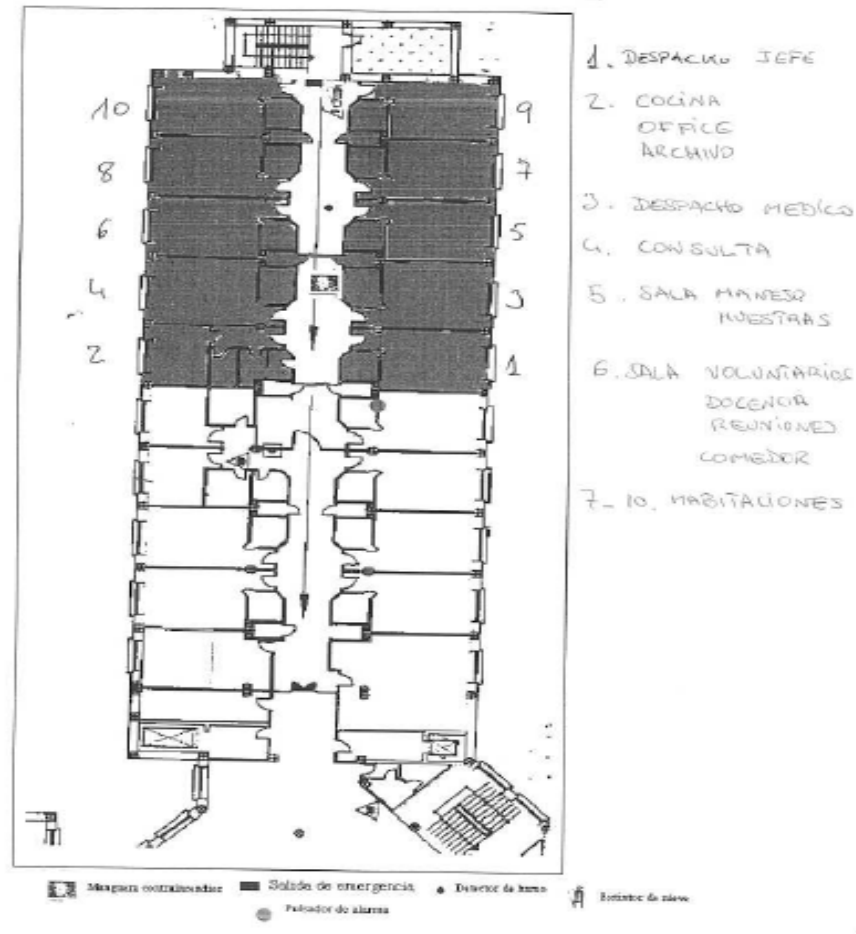 10
9
8
7
6
5
4
3
2
1
1. DESPACHO JEFE
2. COCINA
OFFICE
ARCHIVO
3. DESPACHO MEDICO
4. CONSULTA
5. SALA MANEJO
MUESTRAS
6. SALA VOLUNTARIOS
DOCENCIA
REUNIONES
COMEDOR
7-10. HABITACIONES
Manguera contraincendios
Salida de emergencia
Detector de humo
Extintor de nieve
Pulsador de alarma